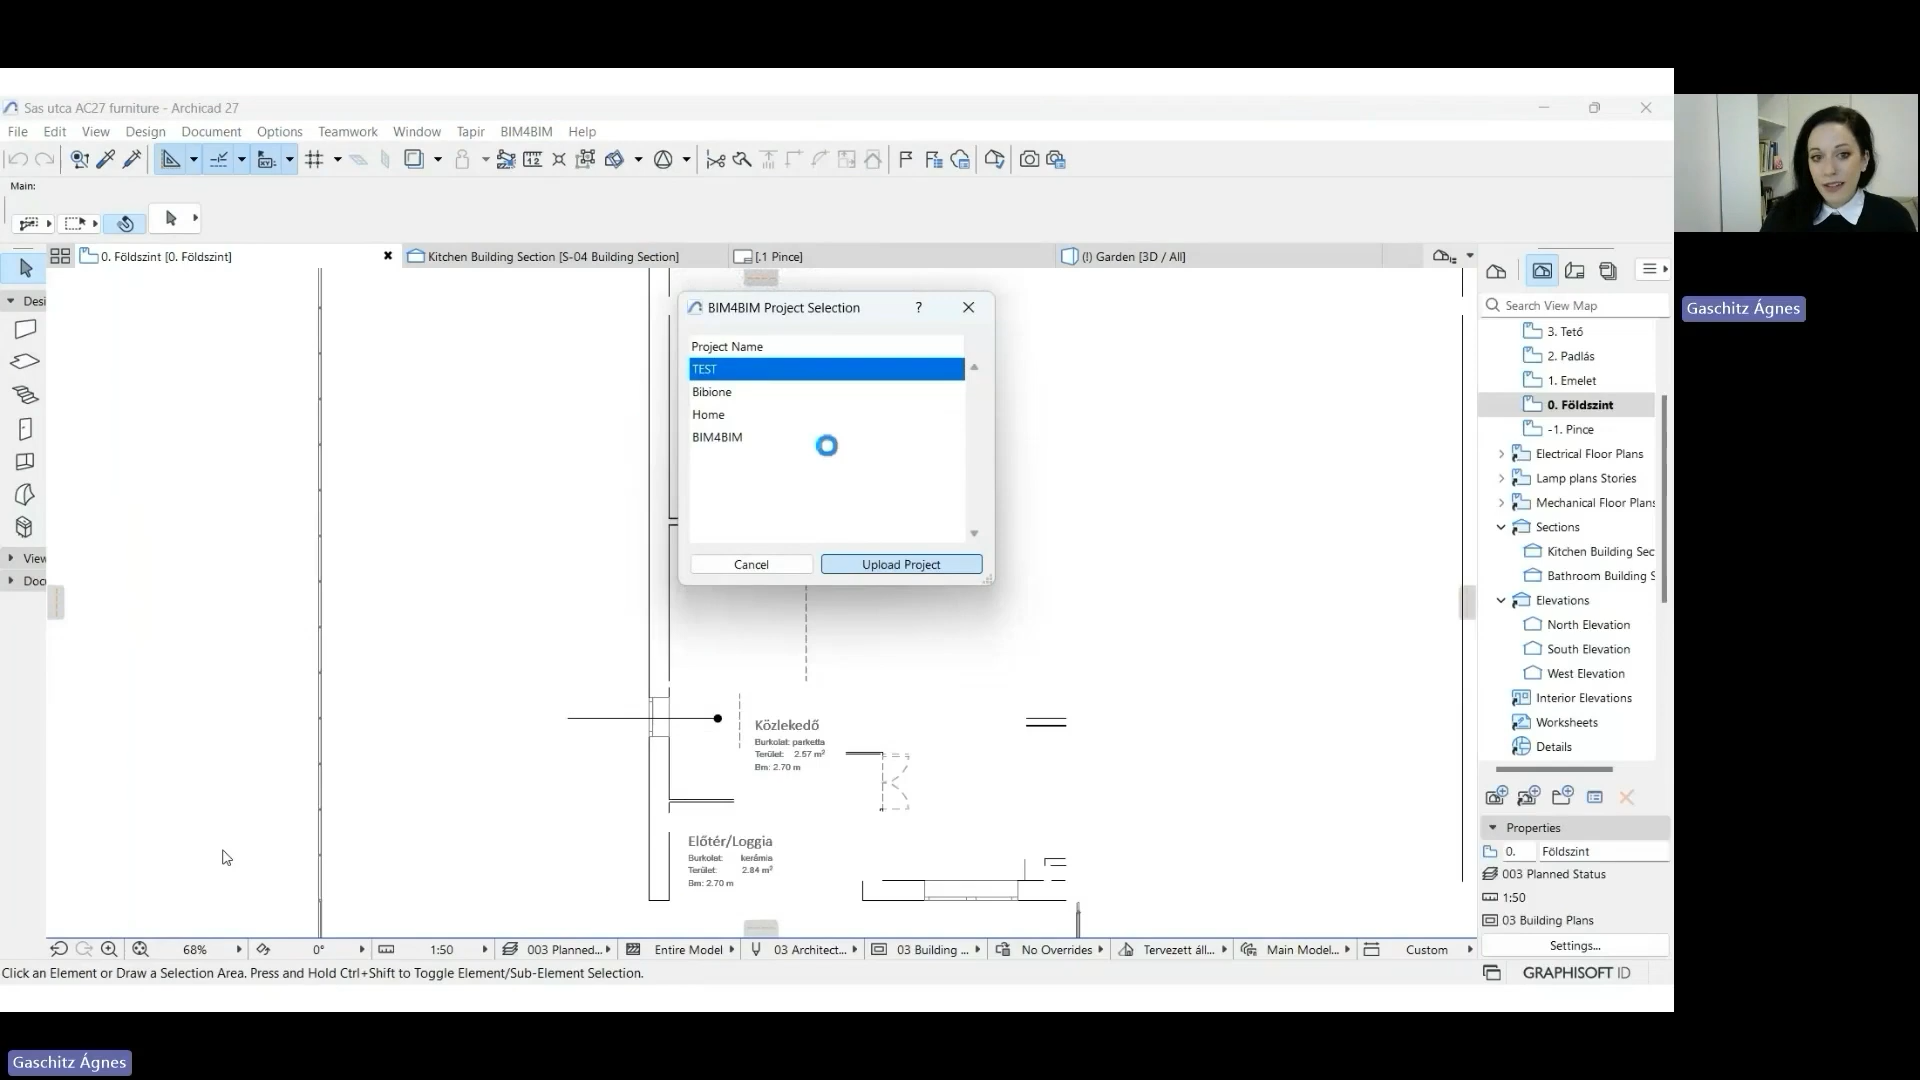 Sas utca AC27 furniture - Archicad 27
File Edit View Design Document Options Teamwork Window Tapir BIM4BIM Help
Main:
0. Földszint [0. Földszint]
Kitchen Building Section [S-04 Building Section]
[.1 Pince]
(!) Garden [3D / All]
Desi
View
Doc
BIM4BIM Project Selection
?
Project Name
TEST
Bibione
Home
BIM4BIM
Cancel
Upload Project
Közlekedő
Burkolat: parketta
Terület: 2.57 m²
Bm: 2.70 m
Előtér/Loggia
Burkolat: kerámia
Terület: 2.84 m²
Bm: 2.70 m
Search View Map
3. Tető
2. Padlás
1. Emelet
0. Földszint
-1. Pince
Electrical Floor Plans
Lamp plans Stories
Mechanical Floor Plans
Sections
Kitchen Building Sec
Bathroom Building S
Elevations
North Elevation
South Elevation
West Elevation
Interior Elevations
Worksheets
Details
Properties
0. Földszint
003 Planned Status
1:50
03 Building Plans
Settings...
68%
0°
1:50
003 Planned...
Entire Model
03 Architect...
03 Building ...
No Overrides
Tervezett áll...
Main Model...
Custom
Click an Element or Draw a Selection Area. Press and Hold Ctrl+Shift to Toggle Element/Sub-Element Selection.
GRAPHISOFT ID
Gaschitz Ágnes
Gaschitz Ágnes